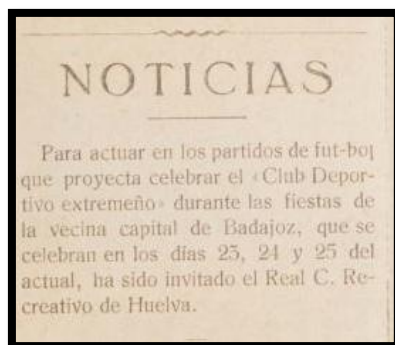 NOTICIAS
Para actuar en los partidos de fut-bol
que proyecta celebrar el «Club Depor-
tivo extremeño» durante las fiestas de
la vecina capital de Badajoz, que se
celebran en los días 23, 24 y 25 del
actual, ha sido invitado el Real C. Re-
creativo de Huelva.